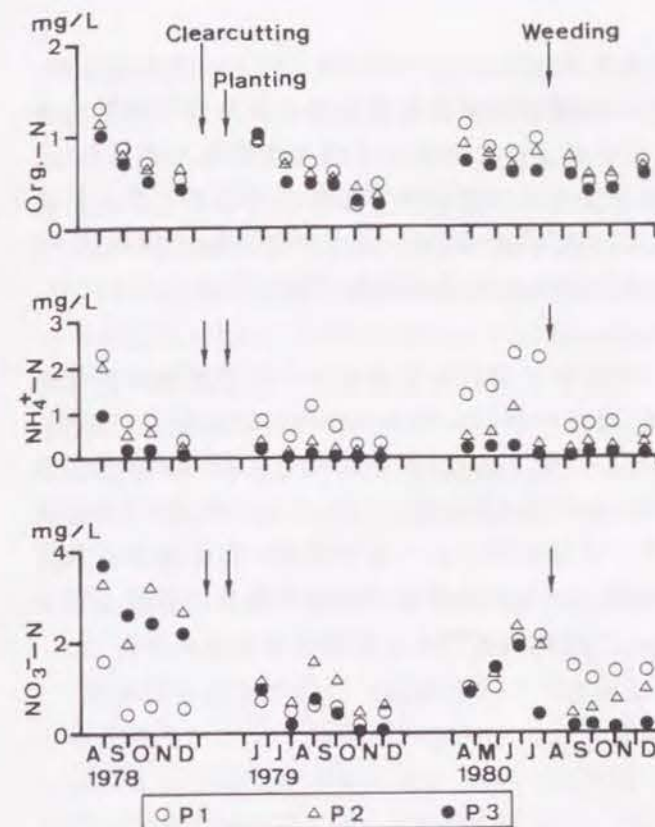 mg/L
Clearcutting
Weeding
Planting
2
1
0
Org.-N
mg/L
3
2
1
0
NH₄⁺-N
mg/L
4
2
0
NO₃⁻-N
A S O N D J J A S O N D A M J J A S O N D
1978 1979 1980
○ P1 △ P2 ● P3